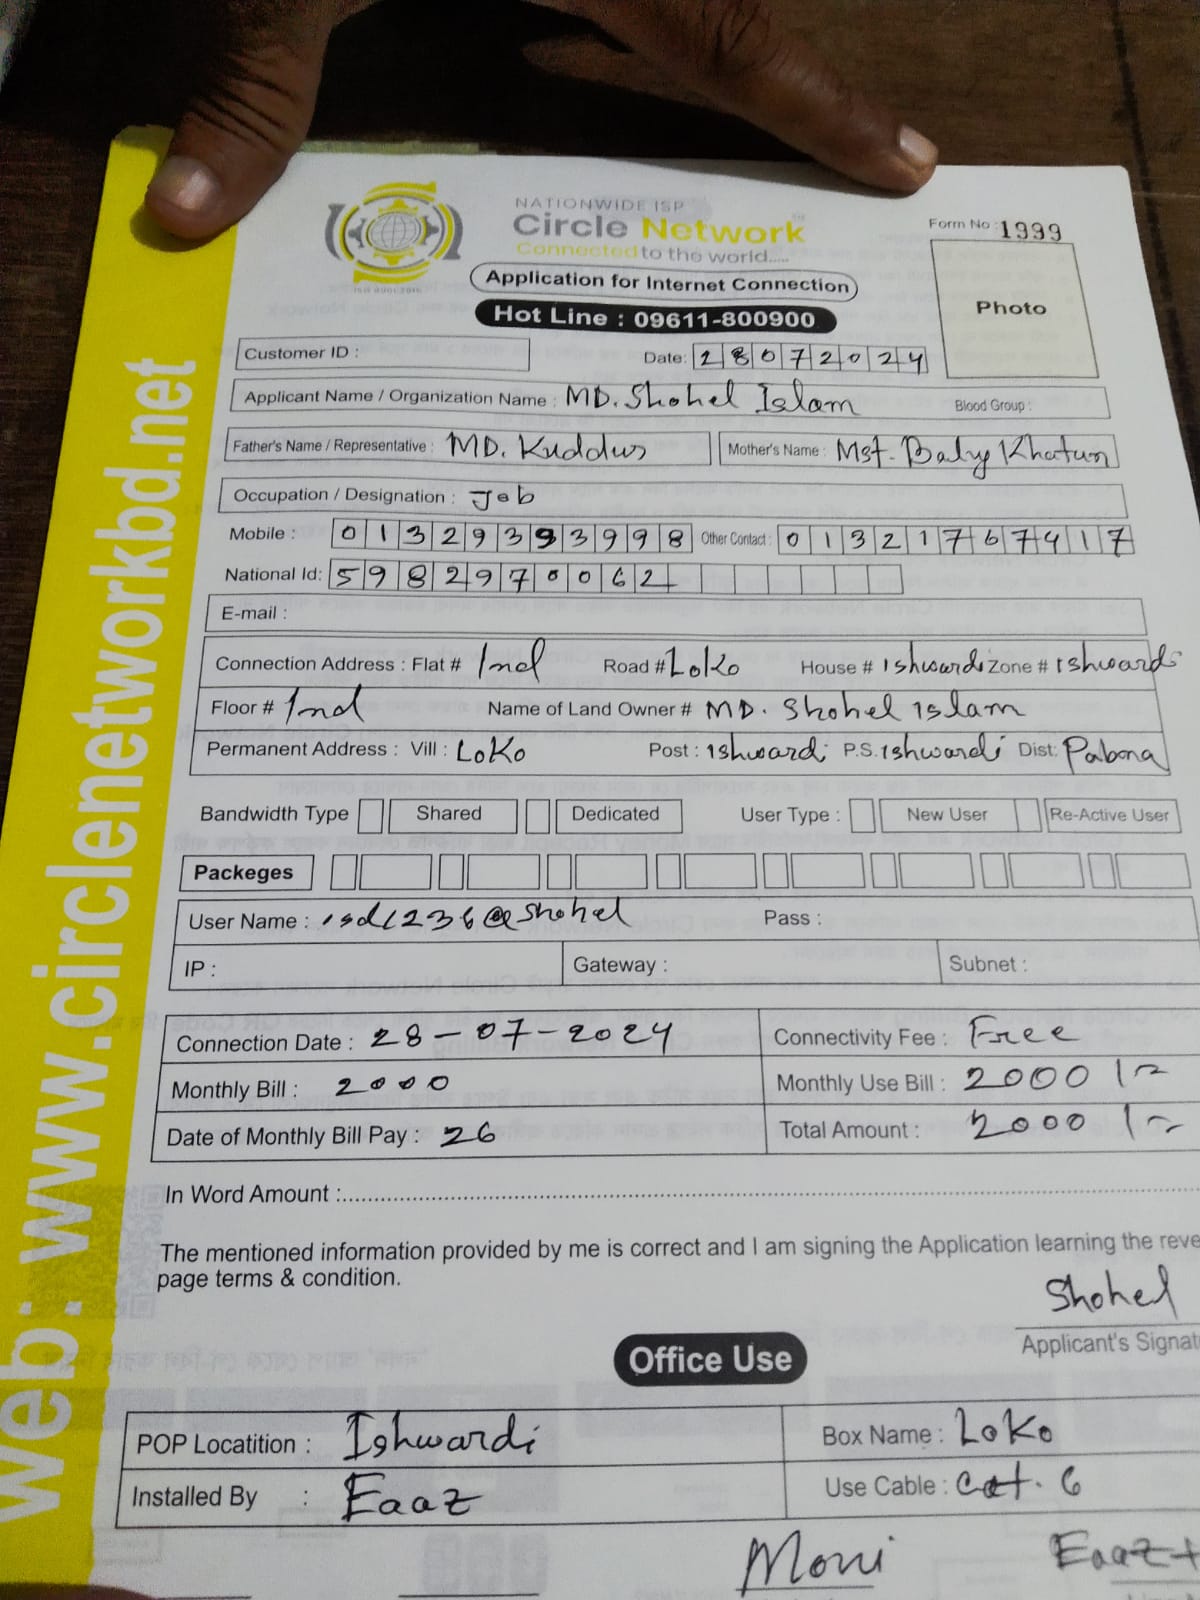 NATIONWIDE ISP
Circle Network
Connected to the world.....
Form No : 1999
Application for Internet Connection
Hot Line : 09611-800900
Photo
Customer ID :
Date: 28072024
Applicant Name / Organization Name : MD. Shohel Islam Blood Group :
Father's Name / Representative : MD. Kuddus Mother's Name : Mst. Baby Khatun
Occupation / Designation : Job
Mobile : 01329393998 Other Contact : 01321767417
National Id: 5982970062
E-mail :
Connection Address : Flat # 1nd Road # LoKo House # ishwardi Zone # ishwardi
Floor # 1nd Name of Land Owner # MD. Shohel islam
Permanent Address : Vill : LoKo Post : ishwardi P.S. ishwardi Dist: Pabona
Bandwidth Type Shared Dedicated User Type : New User Re-Active User
Packeges
User Name : isd1236@Shohel Pass :
IP : Gateway : Subnet :
Connection Date : 28-07-2024 Connectivity Fee : Free
Monthly Bill : 2000 Monthly Use Bill : 2000/=
Date of Monthly Bill Pay : 26 Total Amount : 2000/=
In Word Amount :
The mentioned information provided by me is correct and I am signing the Application learning the reve
page terms & condition.
Shohel
Applicant's Signat
Office Use
POP Locatition : Ishwardi Box Name : LoKo
Installed By : Eaaz Use Cable : Cat. 6
Moni Eaaz
Web: www.circlenetworkbd.net